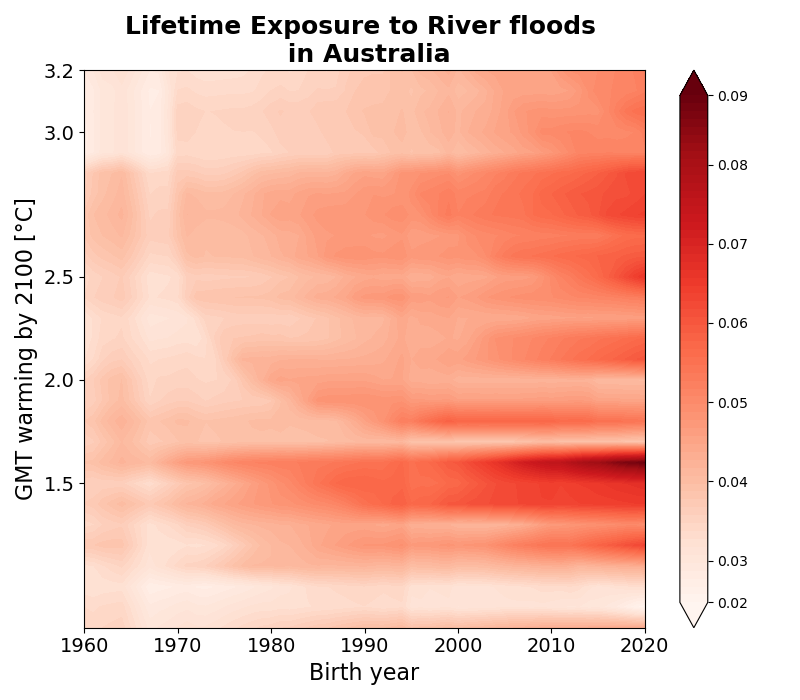 Lifetime Exposure to River floods
in Australia
GMT warming by 2100 [°C]
3.2
3.0
2.5
2.0
1.5
1960 1970 1980 1990 2000 2010 2020
Birth year
0.09
0.08
0.07
0.06
0.05
0.04
0.03
0.02